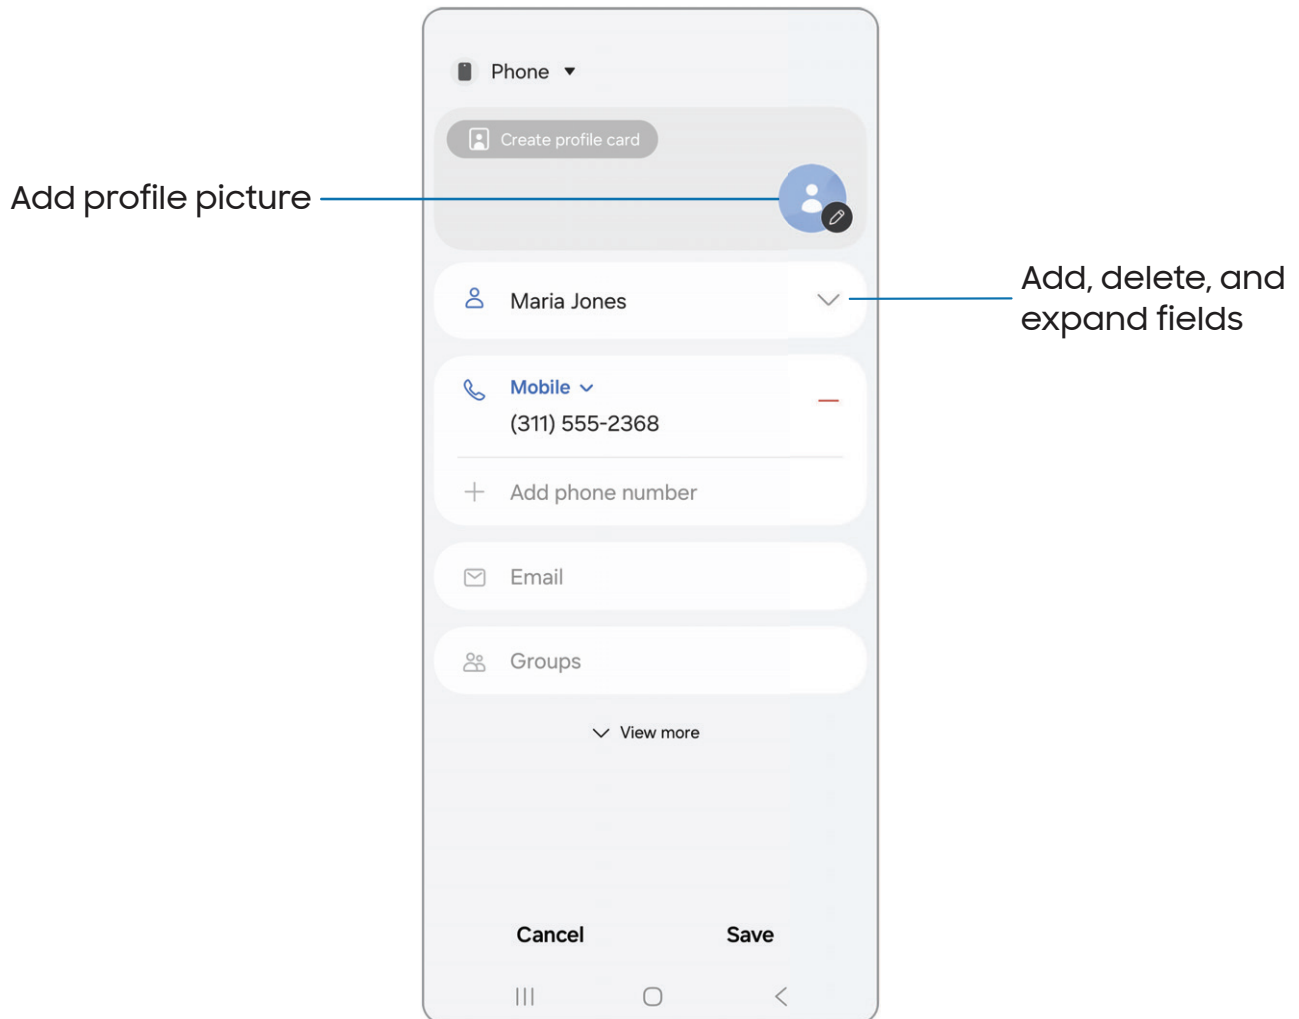 Phone
Create profile card
Add profile picture
Maria Jones
Add, delete, and
expand fields
Mobile
(311) 555-2368
Add phone number
Email
Groups
View more
Cancel
Save